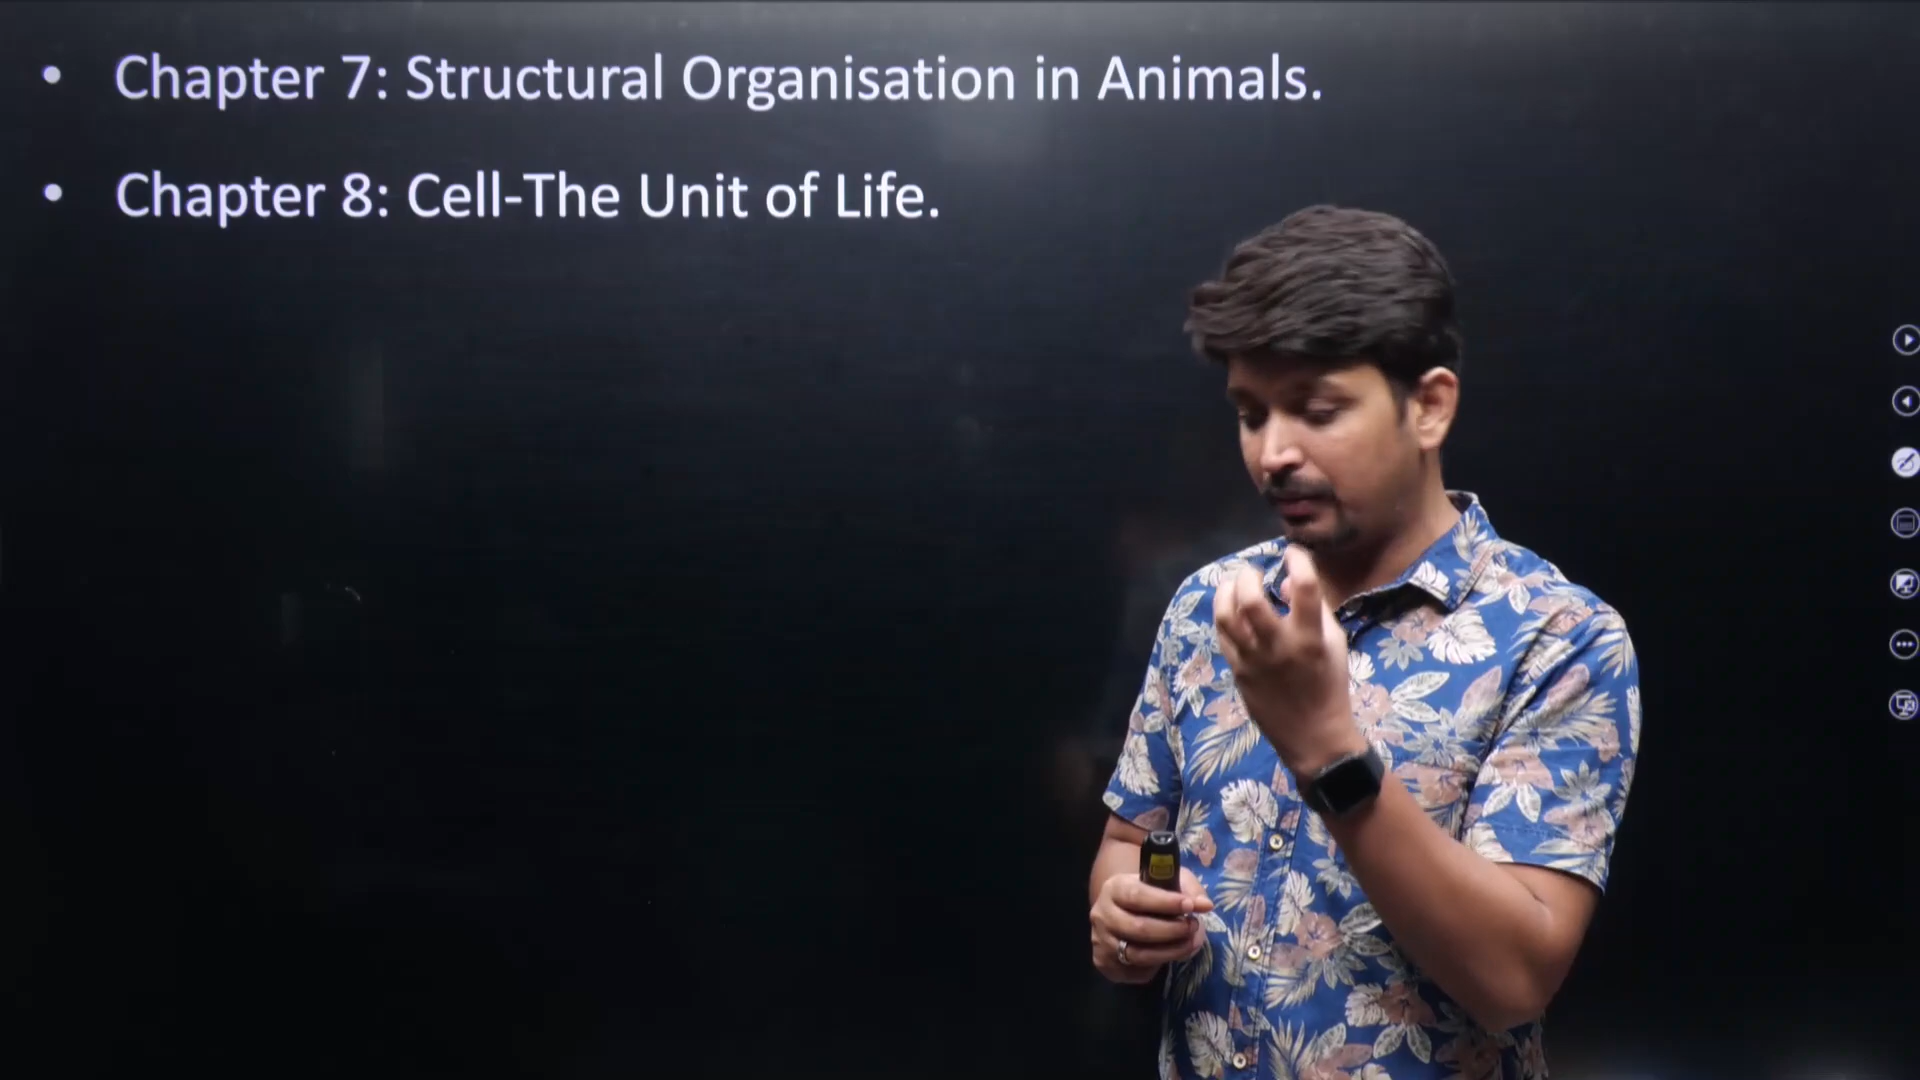 • Chapter 7: Structural Organisation in Animals.
• Chapter 8: Cell-The Unit of Life.